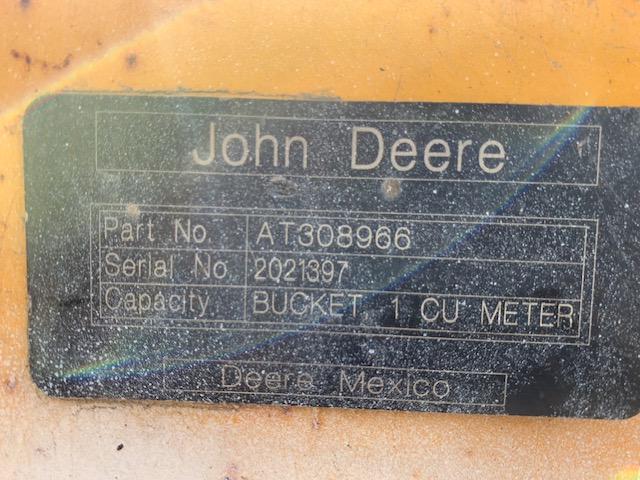 John Deere
Part No. AT308966
Serial No. 2021397
Capacity BUCKET, 1 CU METER
Deere Mexico